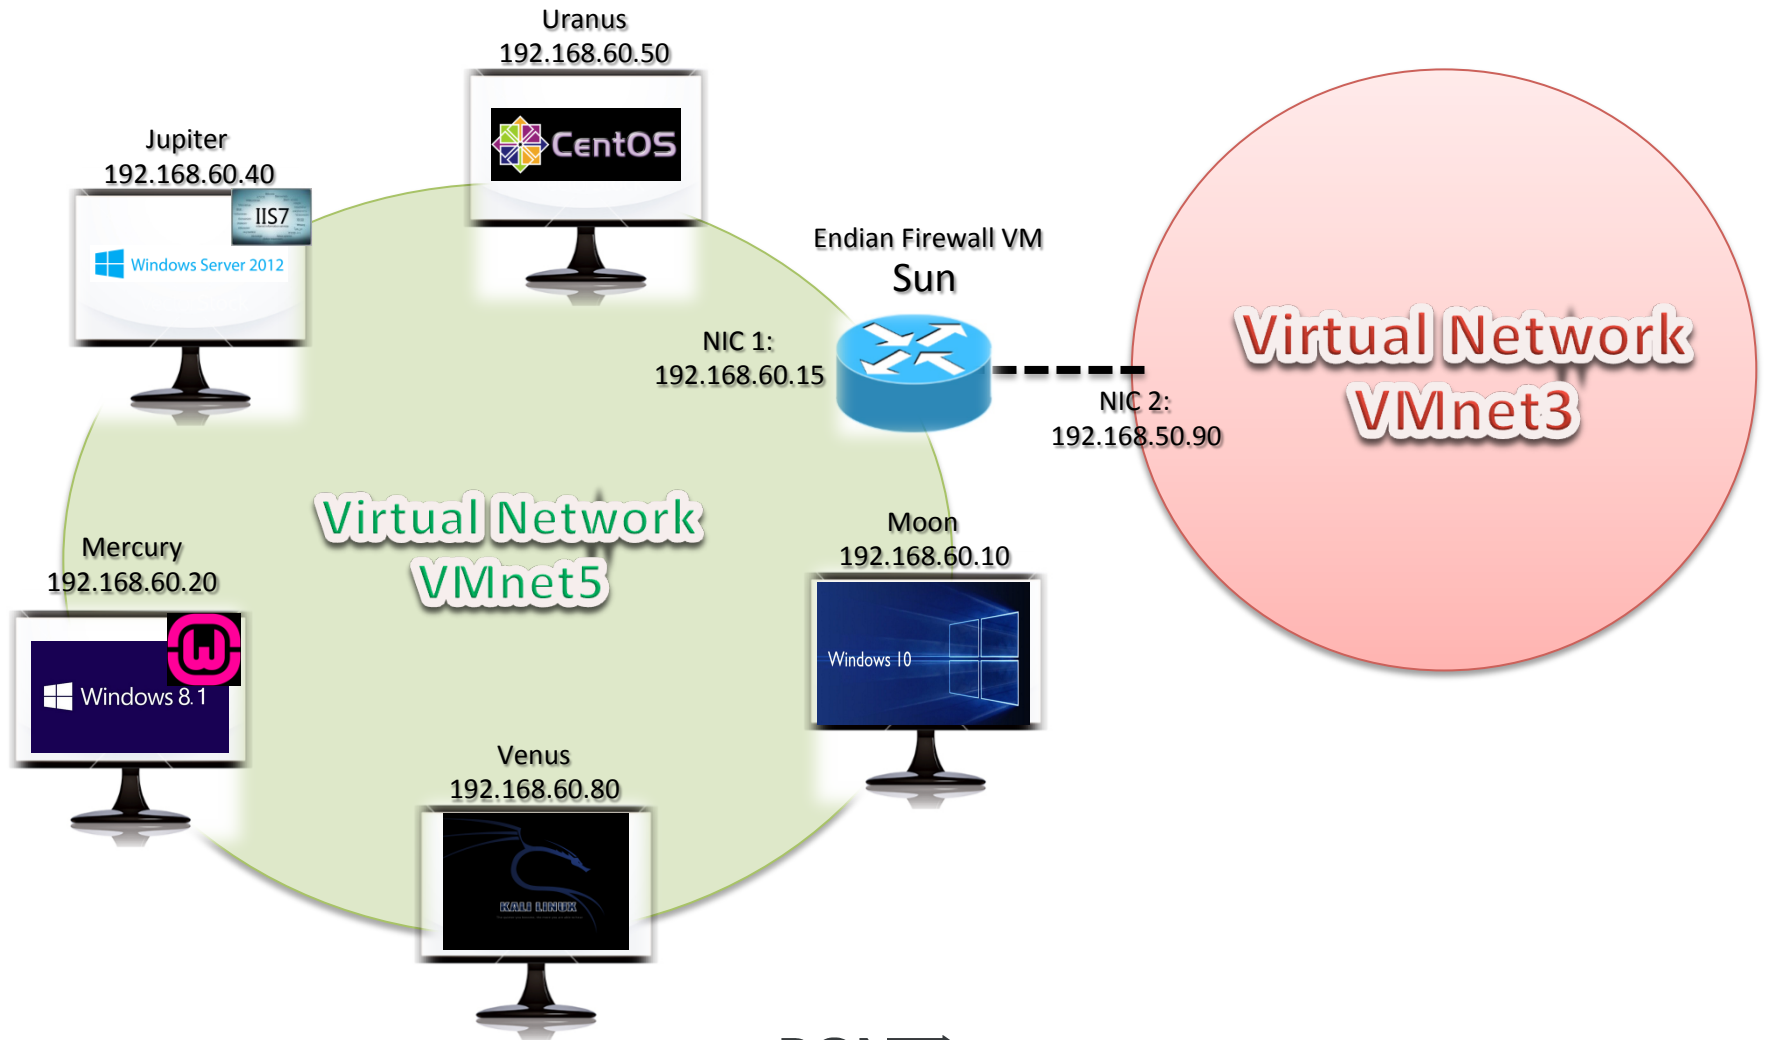 Uranus
192.168.60.50
CentOS
Jupiter
192.168.60.40
IIS7
Windows Server 2012
Endian Firewall VM
Sun
NIC 1:
192.168.60.15
NIC 2:
192.168.50.90
Virtual Network
VMnet3
Virtual Network
VMnet5
Moon
192.168.60.10
Windows 10
Mercury
192.168.60.20
W
Windows 8.1
Venus
192.168.60.80
KALI LINUX